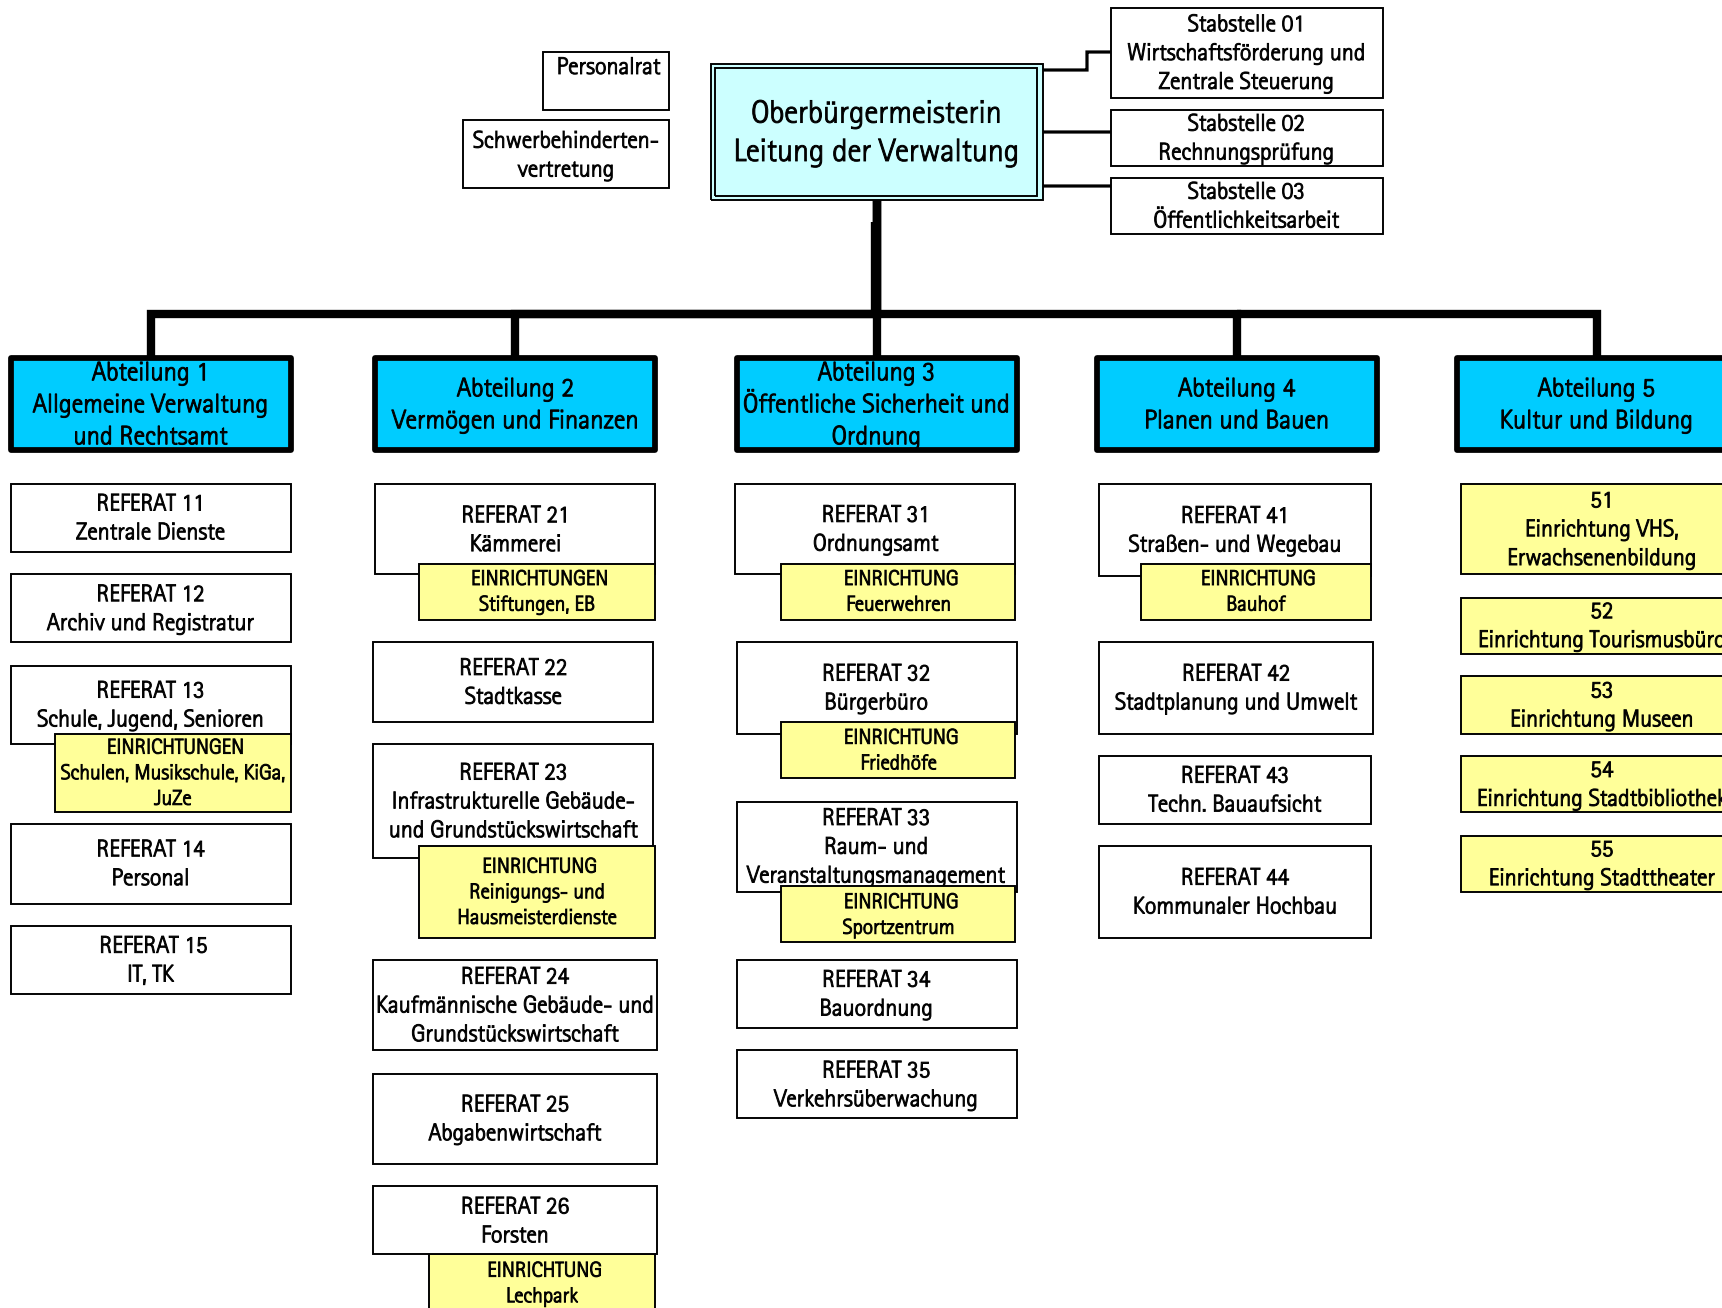 Personalrat
Schwerbehinderten-
vertretung
Oberbürgermeisterin
Leitung der Verwaltung
Stabstelle 01
Wirtschaftsförderung und
Zentrale Steuerung
Stabstelle 02
Rechnungsprüfung
Stabstelle 03
Öffentlichkeitsarbeit
Abteilung 1
Allgemeine Verwaltung
und Rechtsamt
REFERAT 11
Zentrale Dienste
REFERAT 12
Archiv und Registratur
REFERAT 13
Schule, Jugend, Senioren
EINRICHTUNGEN
Schulen, Musikschule, KiGa,
JuZe
REFERAT 14
Personal
REFERAT 15
IT, TK
Abteilung 2
Vermögen und Finanzen
REFERAT 21
Kämmerei
EINRICHTUNGEN
Stiftungen, EB
REFERAT 22
Stadtkasse
REFERAT 23
Infrastrukturelle Gebäude-
und Grundstückswirtschaft
EINRICHTUNG
Reinigungs- und
Hausmeisterdienste
REFERAT 24
Kaufmännische Gebäude- und
Grundstückswirtschaft
REFERAT 25
Abgabenwirtschaft
REFERAT 26
Forsten
EINRICHTUNG
Lechpark
Abteilung 3
Öffentliche Sicherheit und
Ordnung
REFERAT 31
Ordnungsamt
EINRICHTUNG
Feuerwehren
REFERAT 32
Bürgerbüro
EINRICHTUNG
Friedhöfe
REFERAT 33
Raum- und
Veranstaltungsmanagement
EINRICHTUNG
Sportzentrum
REFERAT 34
Bauordnung
REFERAT 35
Verkehrsüberwachung
Abteilung 4
Planen und Bauen
REFERAT 41
Straßen- und Wegebau
EINRICHTUNG
Bauhof
REFERAT 42
Stadtplanung und Umwelt
REFERAT 43
Techn. Bauaufsicht
REFERAT 44
Kommunaler Hochbau
Abteilung 5
Kultur und Bildung
51
Einrichtung VHS,
Erwachsenenbildung
52
Einrichtung Tourismusbüro
53
Einrichtung Museen
54
Einrichtung Stadtbibliothek
55
Einrichtung Stadttheater